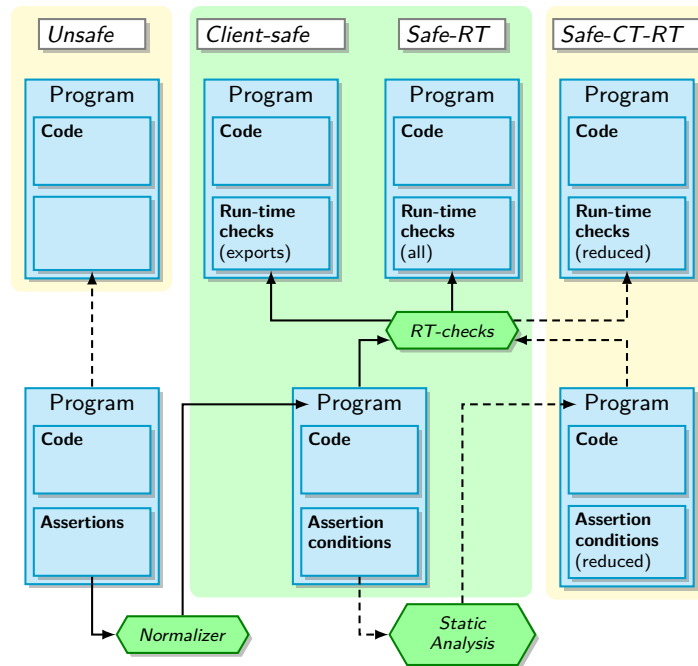 Unsafe
Client-safe
Safe-RT
Safe-CT-RT
Program
Code
Program
Code
Run-time
checks
(exports)
Program
Code
Run-time
checks
(all)
Program
Code
Run-time
checks
(reduced)
RT-checks
Program
Code
Assertions
Program
Code
Assertion
conditions
Program
Code
Assertion
conditions
(reduced)
Normalizer
Static
Analysis